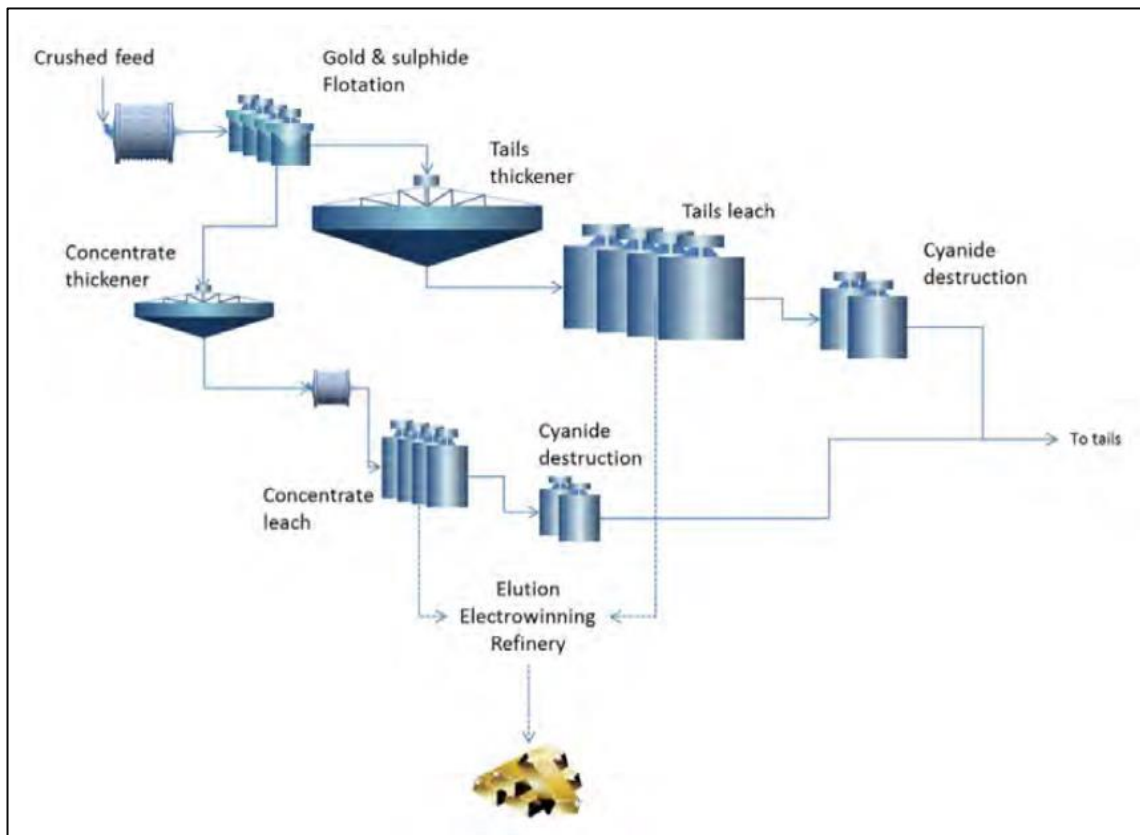 Crushed feed
Gold & sulphide
Flotation
Tails
thickener
Tails leach
Concentrate
thickener
Cyanide
destruction
Cyanide
destruction
To tails
Concentrate
leach
Elution
Electrowinning
Refinery